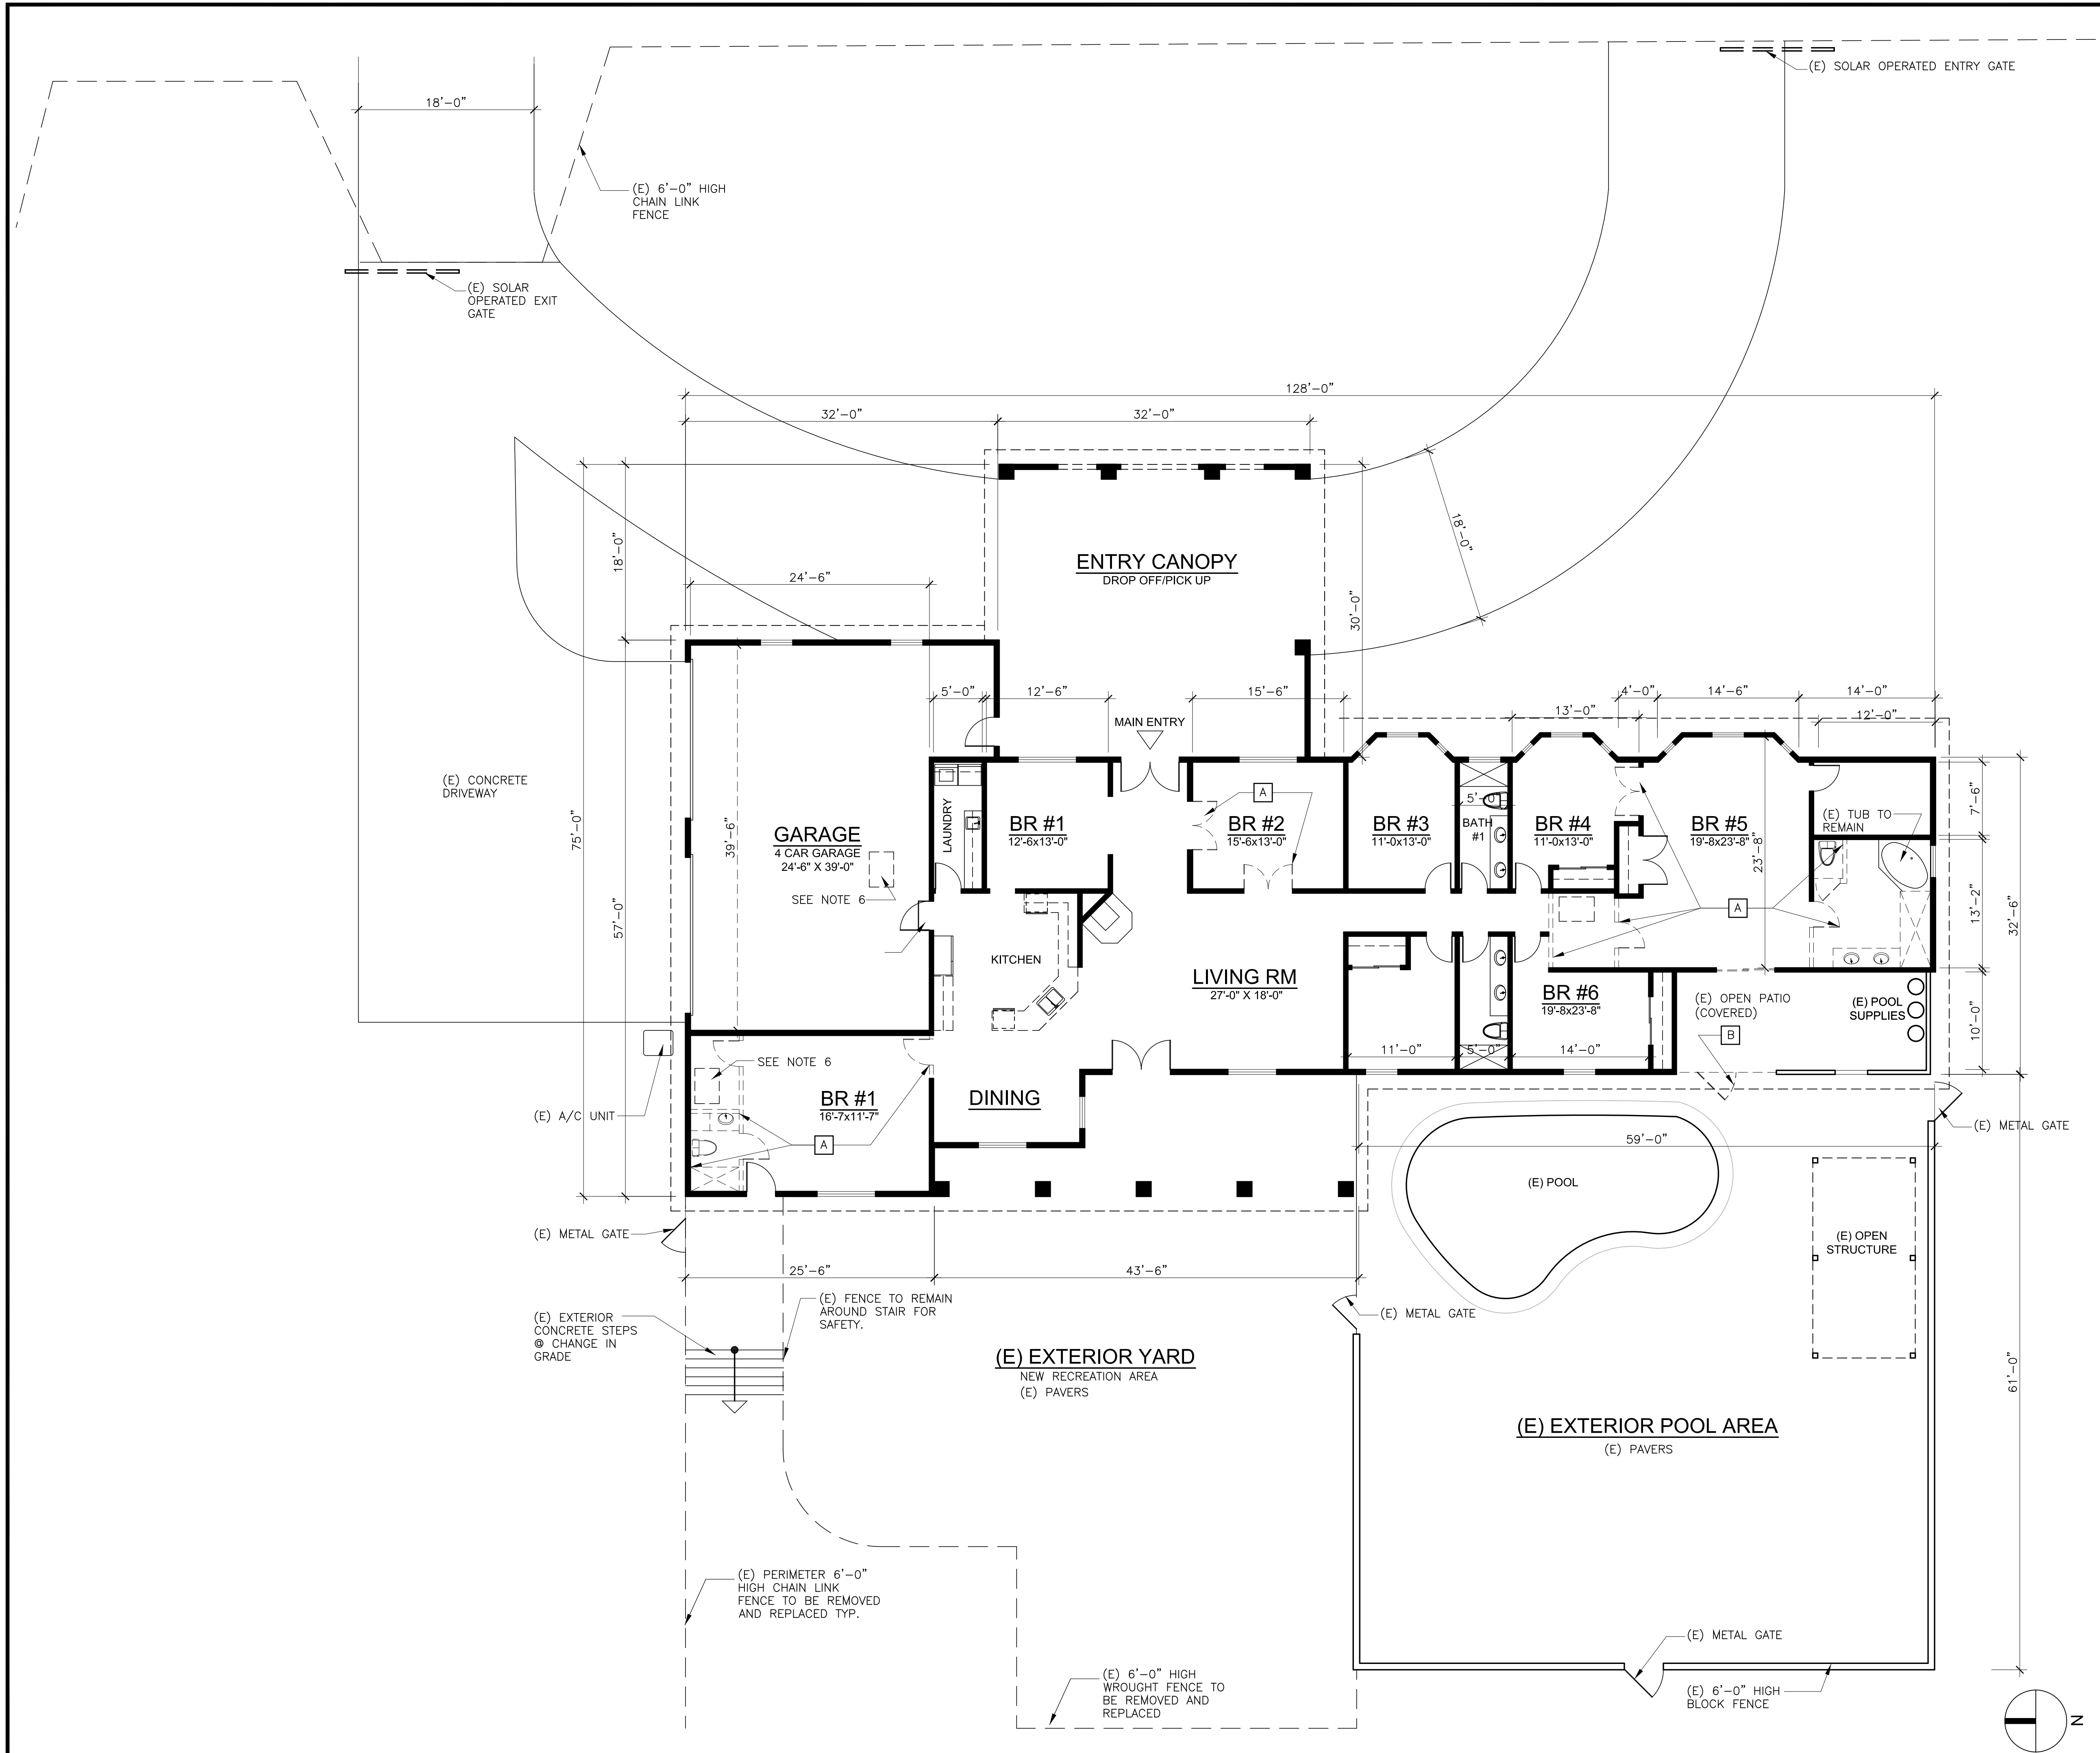 (E) SOLAR OPERATED ENTRY GATE
18'-0"
(E) 6'-0" HIGH
CHAIN LINK
FENCE
(E) SOLAR
OPERATED EXIT
GATE
128'-0"
32'-0"
32'-0"
18'-0"
18'-0"
ENTRY CANOPY
DROP OFF/PICK UP
24'-6"
30'-0"
5'-0"
12'-6"
15'-6"
4'-0"
14'-6"
14'-0"
13'-0"
12'-0"
MAIN ENTRY
(E) CONCRETE
DRIVEWAY
75'-0"
57'-0"
39'-6"
GARAGE
4 CAR GARAGE
24'-6" X 39'-0"
SEE NOTE 6
LAUNDRY
BR #1
12'-6x13'-0"
A
BR #2
15'-6x13'-0"
BR #3
11'-0x13'-0"
5'-0"
BATH
#1
BR #4
11'-0x13'-0"
BR #5
19'-8x23'-8"
23'-8"
(E) TUB TO
REMAIN
7'-6"
13'-2"
32'-6"
10'-0"
A
KITCHEN
LIVING RM
27'-0" X 18'-0"
BR #6
19'-8x23'-8"
(E) OPEN PATIO
(COVERED)
B
(E) POOL
SUPPLIES
11'-0"
5'-0"
14'-0"
SEE NOTE 6
(E) A/C UNIT
BR #1
16'-7x11'-7"
A
DINING
(E) METAL GATE
59'-0"
(E) POOL
(E) OPEN
STRUCTURE
(E) METAL GATE
25'-6"
43'-6"
(E) FENCE TO REMAIN
AROUND STAIR FOR
SAFETY.
(E) METAL GATE
(E) EXTERIOR
CONCRETE STEPS
@ CHANGE IN
GRADE
(E) EXTERIOR YARD
NEW RECREATION AREA
(E) PAVERS
61'-0"
(E) EXTERIOR POOL AREA
(E) PAVERS
(E) PERIMETER 6'-0"
HIGH CHAIN LINK
FENCE TO BE REMOVED
AND REPLACED TYP.
(E) METAL GATE
(E) 6'-0" HIGH
WROUGHT FENCE TO
BE REMOVED AND
REPLACED
(E) 6'-0" HIGH
BLOCK FENCE
N